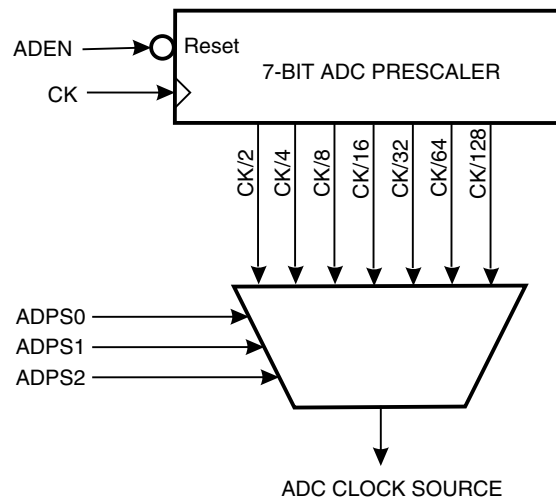 ADEN
Reset
7-BIT ADC PRESCALER
CK
CK/2
CK/4
CK/8
CK/16
CK/32
CK/64
CK/128
ADPS0
ADPS1
ADPS2
ADC CLOCK SOURCE